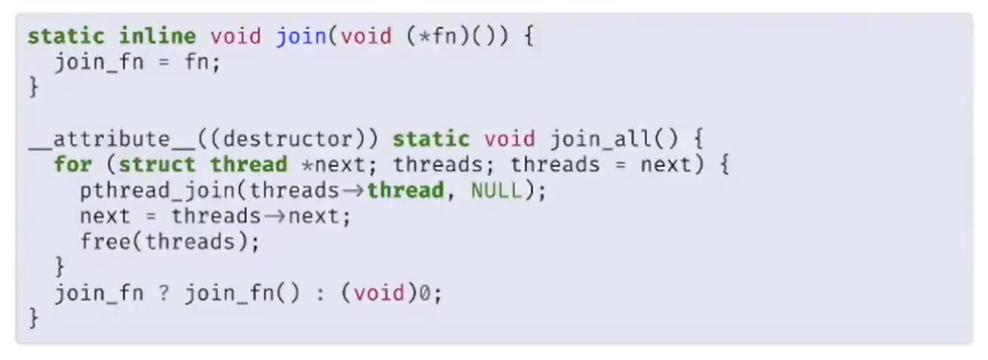 static inline void join(void (*fn)()) {
  join_fn = fn;
}

__attribute__((destructor)) static void join_all() {
  for (struct thread *next; threads; threads = next) {
    pthread_join(threads→thread, NULL);
    next = threads→next;
    free(threads);
  }
  join_fn ? join_fn() : (void)0;
}